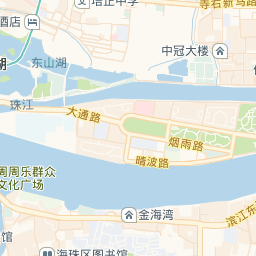 培正中学
寺右新马路
酒店
中冠大楼
湖
东山湖
珠江
大通路
烟雨路
晴波路
周周乐群众
文化广场
金海湾
滨江东
海珠区图书馆
馆